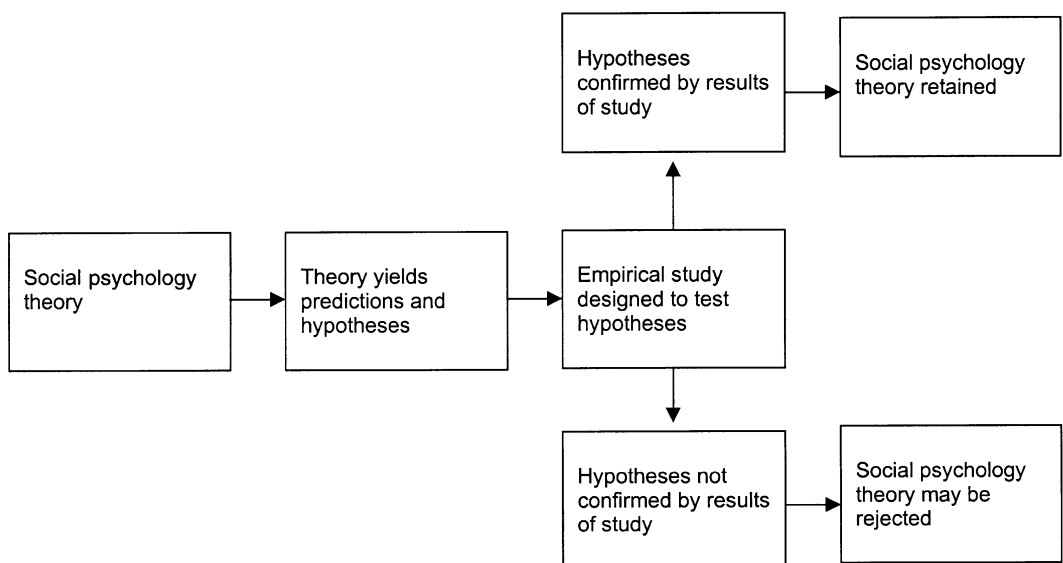 Social psychology
theory
Theory yields
predictions and
hypotheses
Empirical study
designed to test
hypotheses
Hypotheses
confirmed by results
of study
Social psychology
theory retained
Hypotheses not
confirmed by results
of study
Social psychology
theory may be
rejected